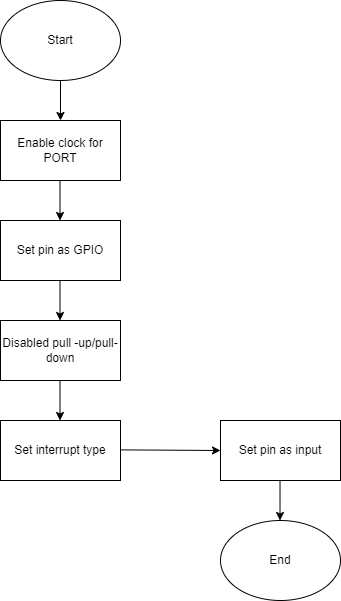 Start
Enable clock for
PORT
Set pin as GPIO
Disabled pull -up/pull-
down
Set interrupt type
Set pin as input
End